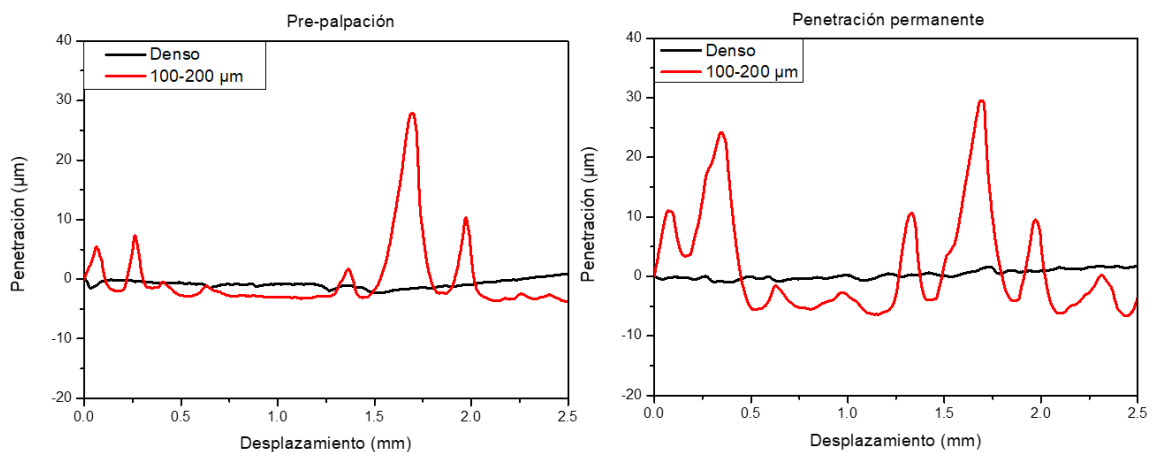 Pre-palpación
Denso
100-200 µm
40
30
20
10
0
-10
-20
Penetración (µm)
0.0 0.5 1.0 1.5 2.0 2.5
Desplazamiento (mm)
Penetración permanente
Denso
100-200 µm
40
30
20
10
0
-10
-20
Penetración (µm)
0.0 0.5 1.0 1.5 2.0 2.5
Desplazamiento (mm)